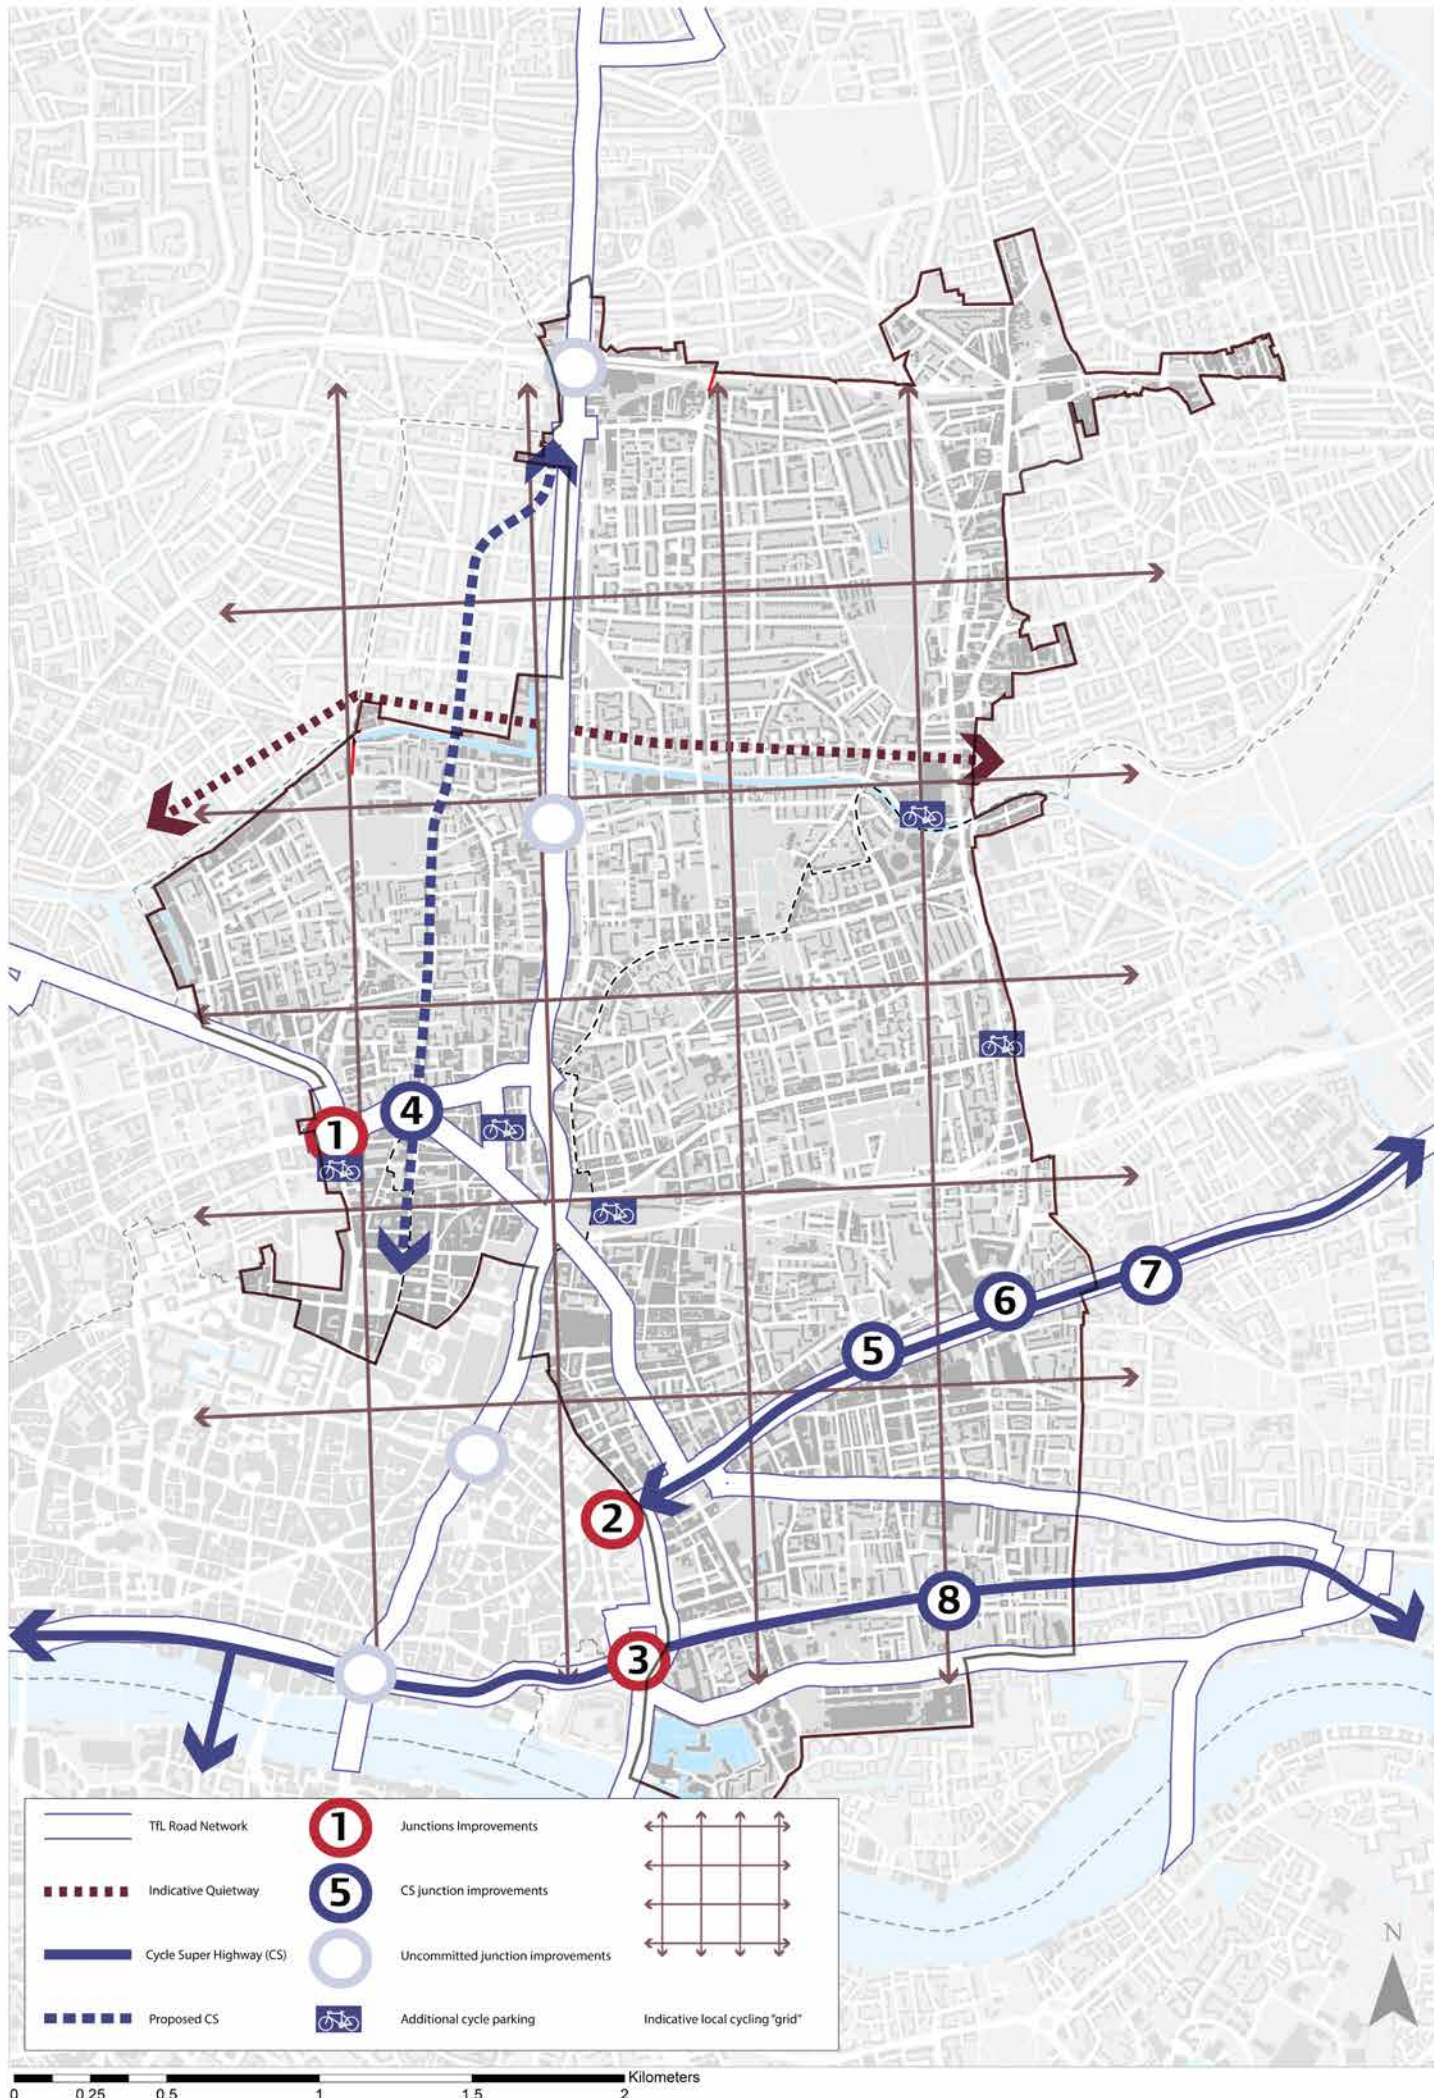 1
4
7
6
5
2
8
3
TfL Road Network
1
Junctions Improvements
Indicative Quietway
5
CS junction improvements
Cycle Super Highway (CS)
Uncommitted junction improvements
Proposed CS
Additional cycle parking
Indicative local cycling "grid"
N
Kilometers
0 0.25 0.5 1 1.5 2